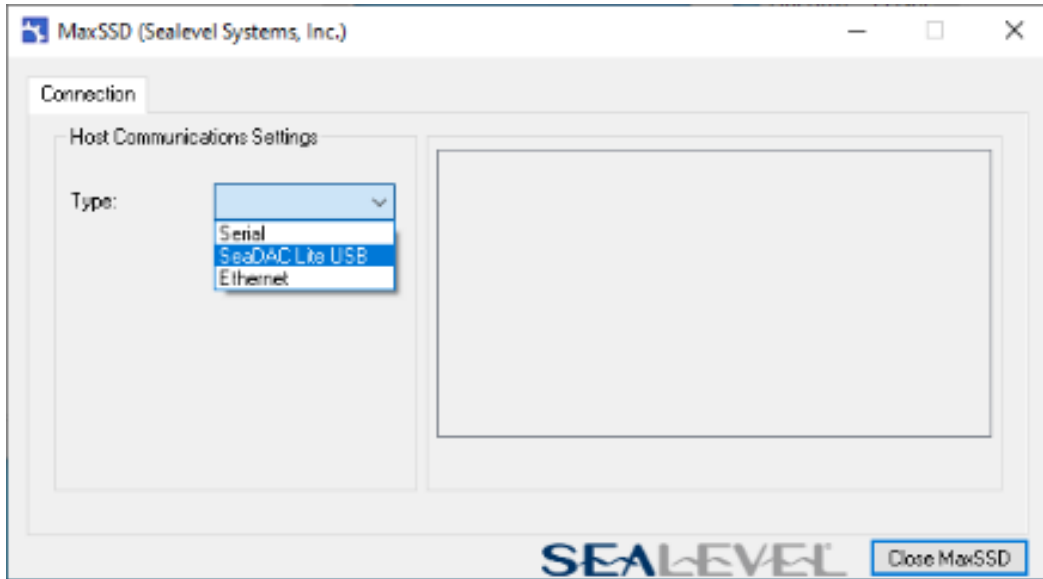 MaxSSD (Sealevel Systems, Inc.)
Connection
Host Communications Settings
Type:
Serial
SeaDAC Lite USB
Ethernet
SEALEVEL
Close MaxSSD